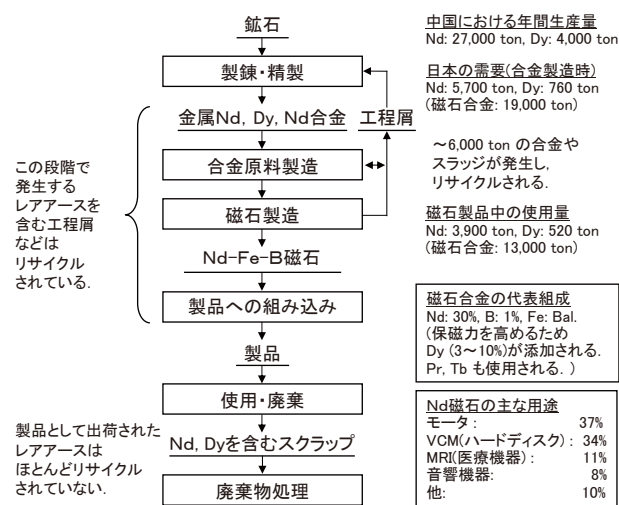 鉱石
製錬・精製
金属Nd, Dy, Nd合金
工程屑
合金原料製造
磁石製造
Nd-Fe-B磁石
製品への組み込み
製品
使用・廃棄
Nd, Dyを含むスクラップ
廃棄物処理
この段階で
発生する
レアアースを
含む工程屑
などは
リサイクル
されている.
製品として出荷された
レアアースは
ほとんどリサイクル
されていない.
中国における年間生産量
Nd: 27,000 ton, Dy: 4,000 ton
日本の需要(合金製造時)
Nd: 5,700 ton, Dy: 760 ton
(磁石合金: 19,000 ton)
～6,000 ton の合金や
スラッジが発生し,
リサイクルされる.
磁石製品中の使用量
Nd: 3,900 ton, Dy: 520 ton
(磁石合金: 13,000 ton)
磁石合金の代表組成
Nd: 30%, B: 1%, Fe: Bal.
(保磁力を高めるため
Dy (3～10%)が添加される.
Pr, Tb も使用される. )
Nd磁石の主な用途
モータ: 37%
VCM(ハードディスク): 34%
MRI(医療機器): 11%
音響機器: 8%
他: 10%